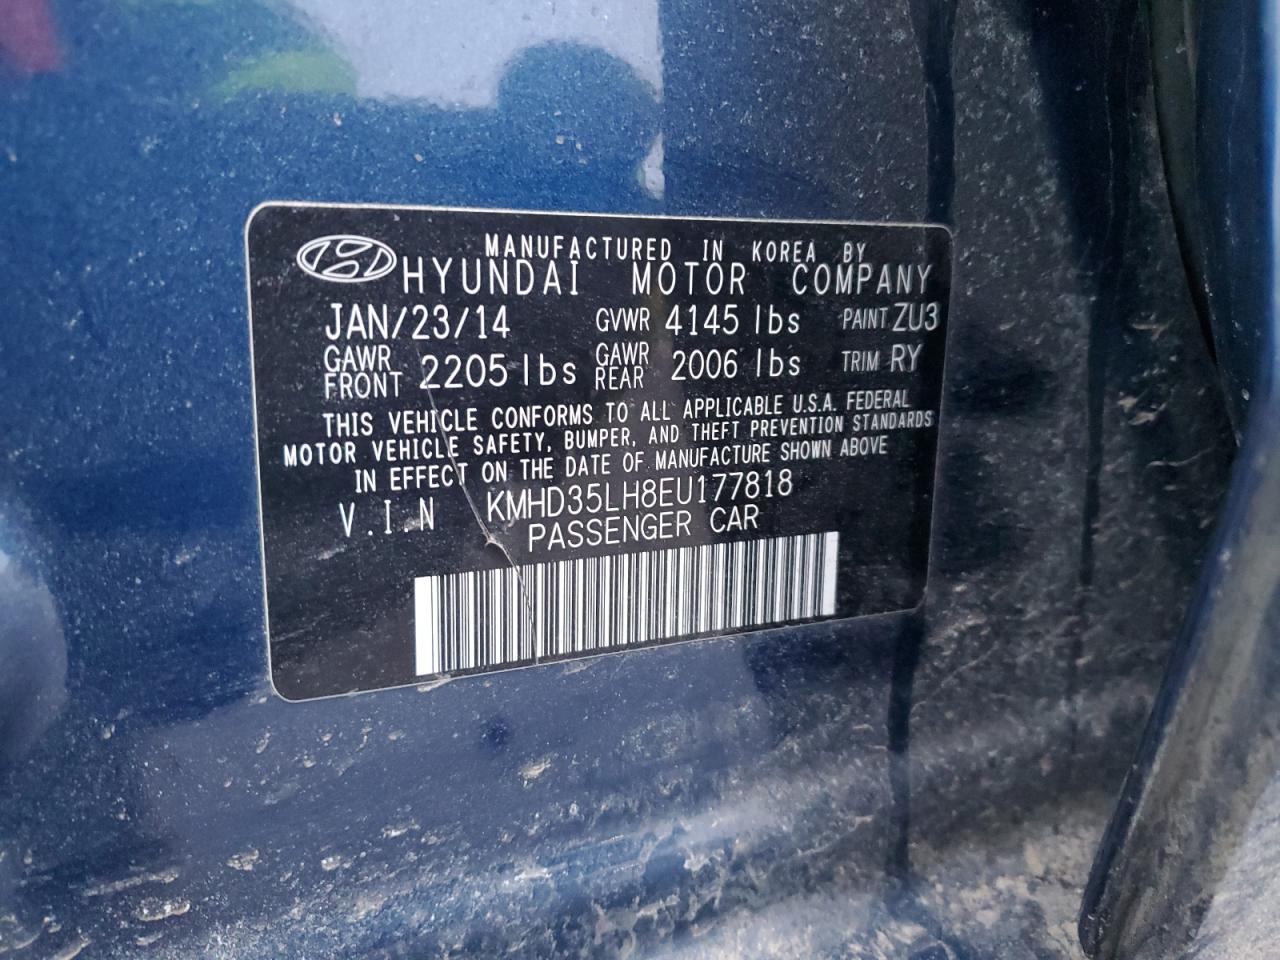 MANUFACTURED IN KOREA BY
HYUNDAI MOTOR COMPANY
JAN/23/14 GVWR 4145 lbs PAINT ZU3
GAWR FRONT 2205 lbs GAWR REAR 2006 lbs TRIM RY
THIS VEHICLE CONFORMS TO ALL APPLICABLE U.S.A. FEDERAL
MOTOR VEHICLE SAFETY, BUMPER, AND THEFT PREVENTION STANDARDS
IN EFFECT ON THE DATE OF MANUFACTURE SHOWN ABOVE
V.I.N KMHD35LH8EU177818
PASSENGER CAR